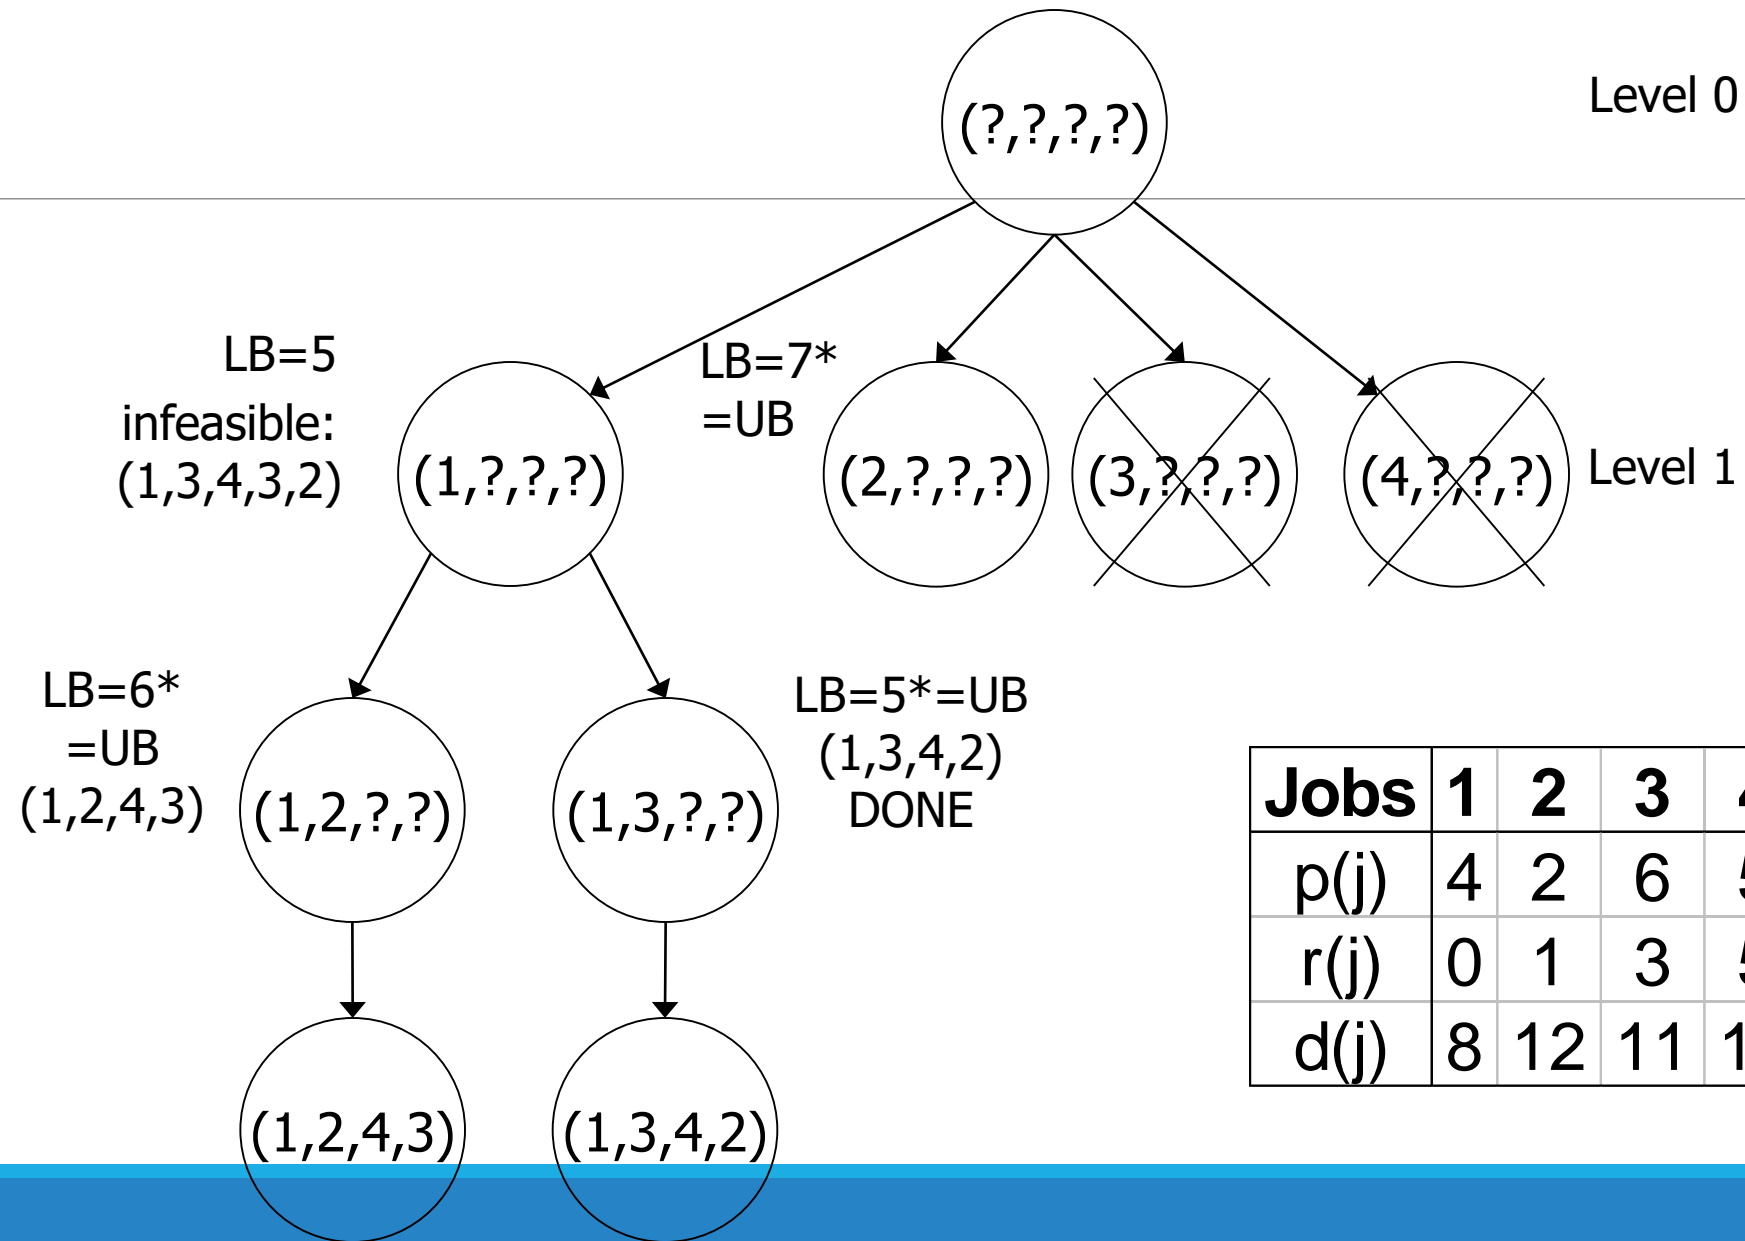 Level 0
(?,?,?,?)
LB=5
infeasible:
(1,3,4,3,2)
(1,?,?,?)
LB=7*
=UB
(2,?,?,?)
(3,?,?,?)
(4,?,?,?)
Level 1
LB=6*
=UB
(1,2,4,3)
(1,2,?,?)
(1,3,?,?)
LB=5*=UB
(1,3,4,2)
DONE
(1,2,4,3)
(1,3,4,2)
Jobs 1 2 3
p(j) 4 2 6
r(j) 0 1 3
d(j) 8 12 11